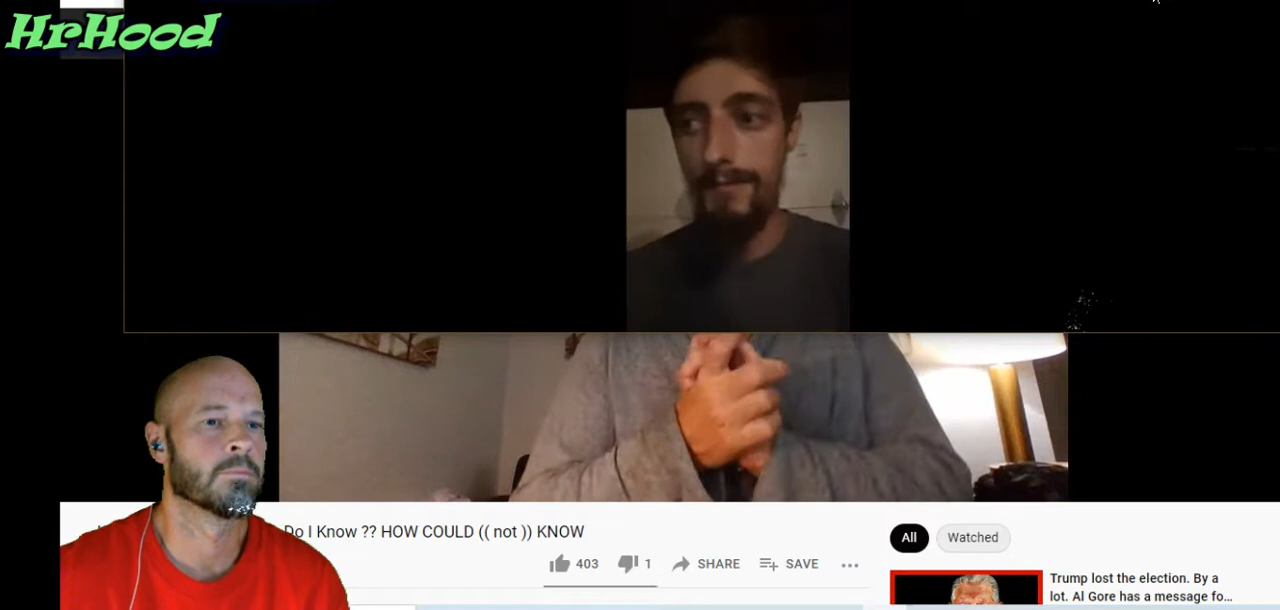 HrHood
Do I Know ?? HOW COULD (( not )) KNOW
403
1
SHARE
SAVE
All
Watched
Trump lost the election. By a
lot. Al Gore has a message fo...